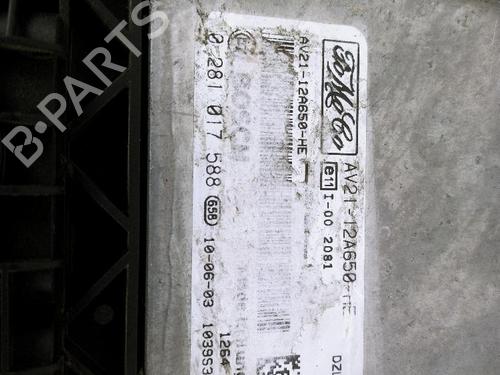 FoMoCo
AV21-12A650-HE
e11 I-00 2081
AV21-12A650-HE
BOSCH
0 281 017 588 658 10-06-03
1264
1039S3
B-PARTS